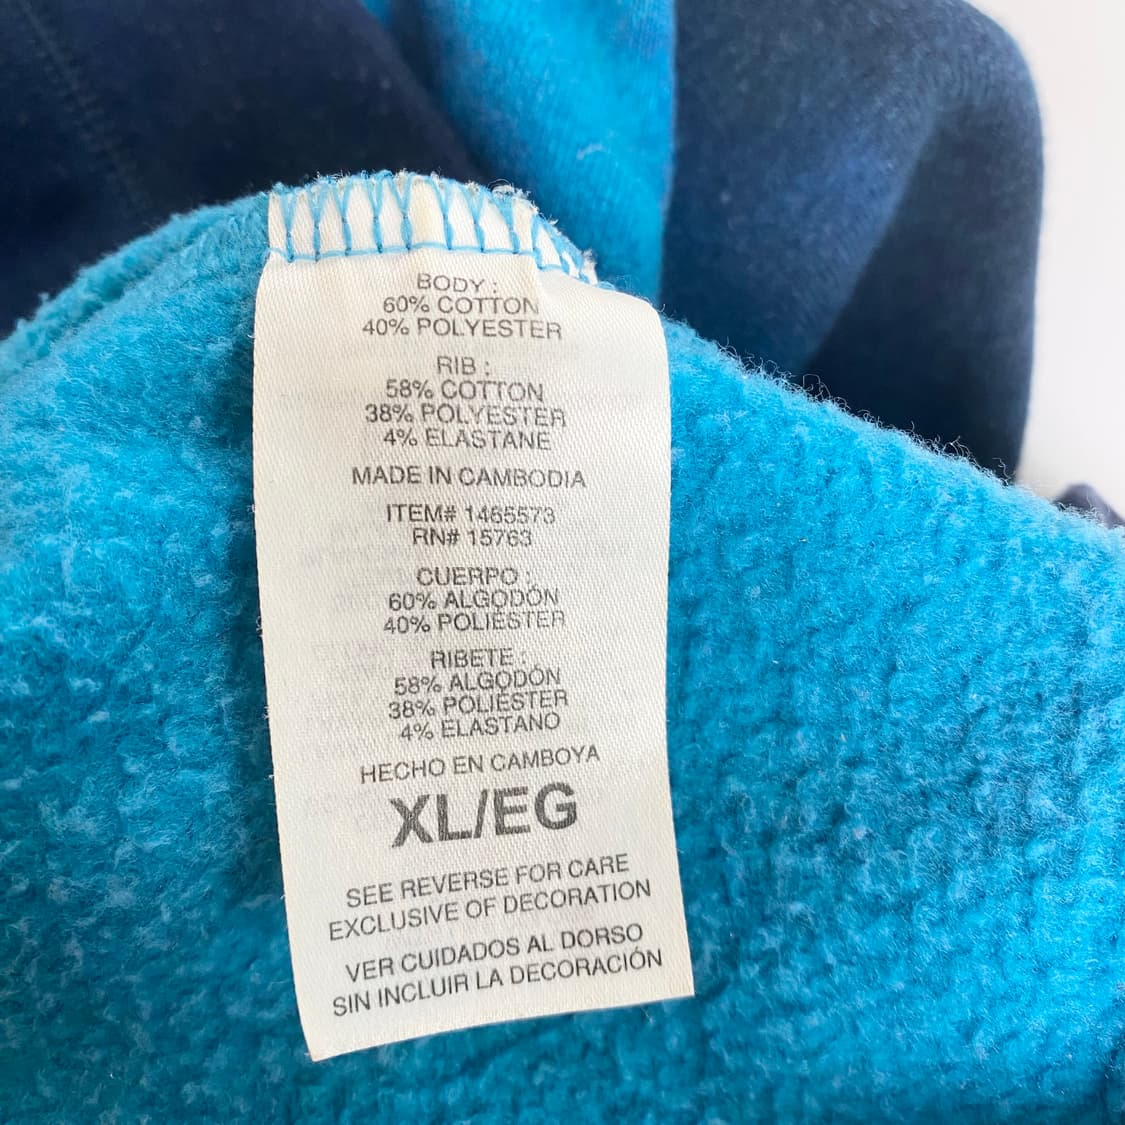 BODY :
60% COTTON
40% POLYESTER
RIB :
58% COTTON
38% POLYESTER
4% ELASTANE
MADE IN CAMBODIA
ITEM# 1465573
RN# 15763
CUERPO :
60% ALGODÓN
40% POLIÉSTER
RIBETE :
58% ALGODÓN
38% POLIÉSTER
4% ELASTANO
HECHO EN CAMBOYA
XL/EG
SEE REVERSE FOR CARE
EXCLUSIVE OF DECORATION
VER CUIDADOS AL DORSO
SIN INCLUIR LA DECORACIÓN